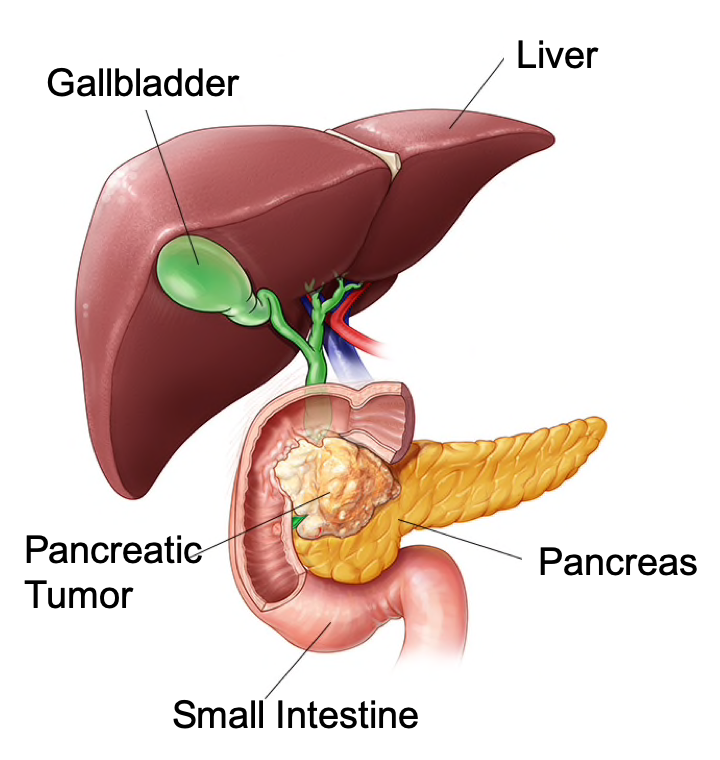 Liver
Gallbladder
Pancreatic
Tumor
Pancreas
Small Intestine